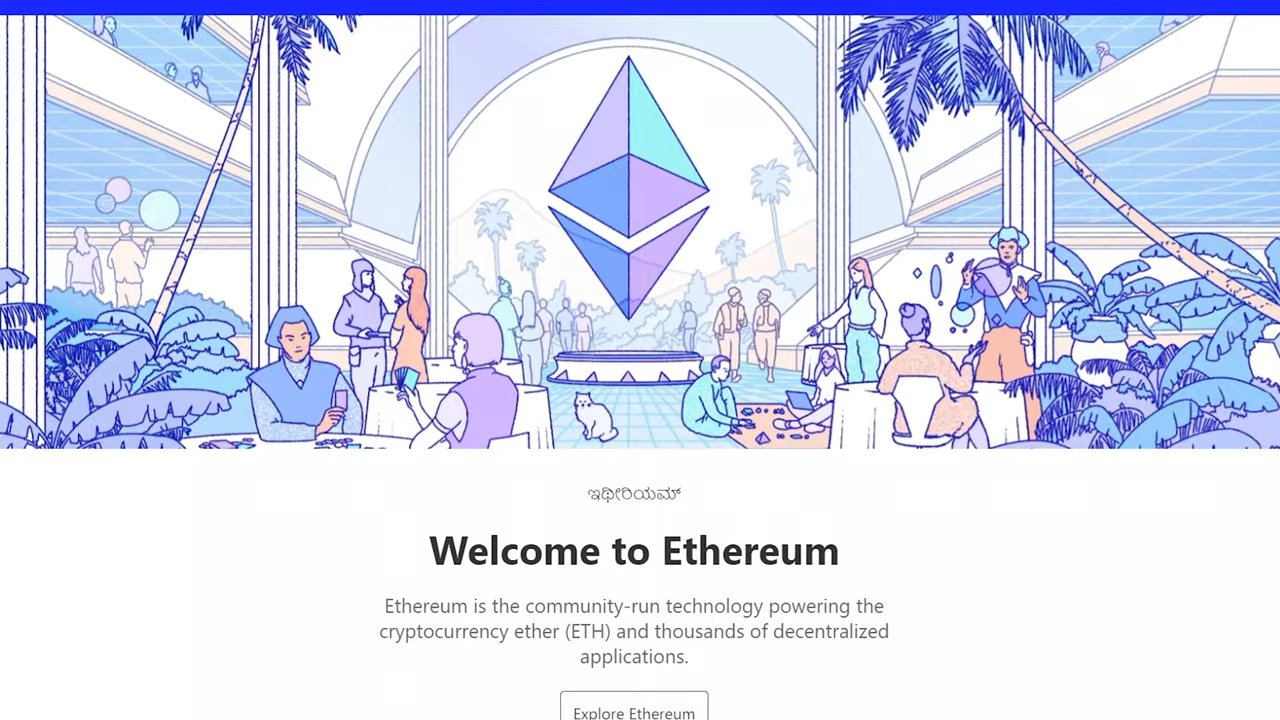 ಇಥೀರಿಯಮ್
Welcome to Ethereum
Ethereum is the community-run technology powering the
cryptocurrency ether (ETH) and thousands of decentralized
applications.
Explore Ethereum